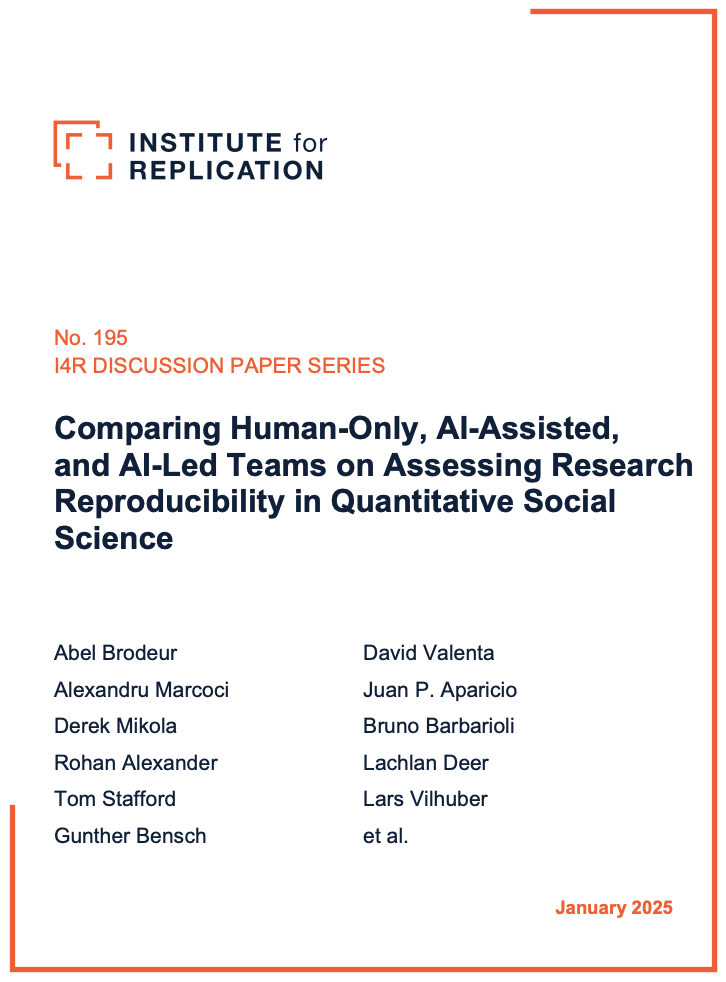 INSTITUTE for
REPLICATION
No. 195
I4R DISCUSSION PAPER SERIES
Comparing Human-Only, AI-Assisted,
and AI-Led Teams on Assessing Research
Reproducibility in Quantitative Social
Science
Abel Brodeur
Alexandru Marcoci
Derek Mikola
Rohan Alexander
Tom Stafford
Gunther Bensch
David Valenta
Juan P. Aparicio
Bruno Barbarioli
Lachlan Deer
Lars Vilhuber
et al.
January 2025